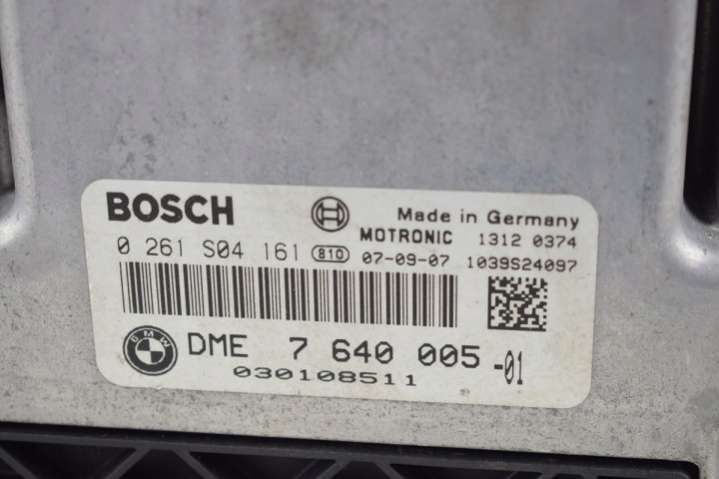 BOSCH
Made in Germany
MOTRONIC 1312 0374
0 261 S04 161 810 07-09-07 1039S24097
BMW
DME 7 640 005 -01
030108511